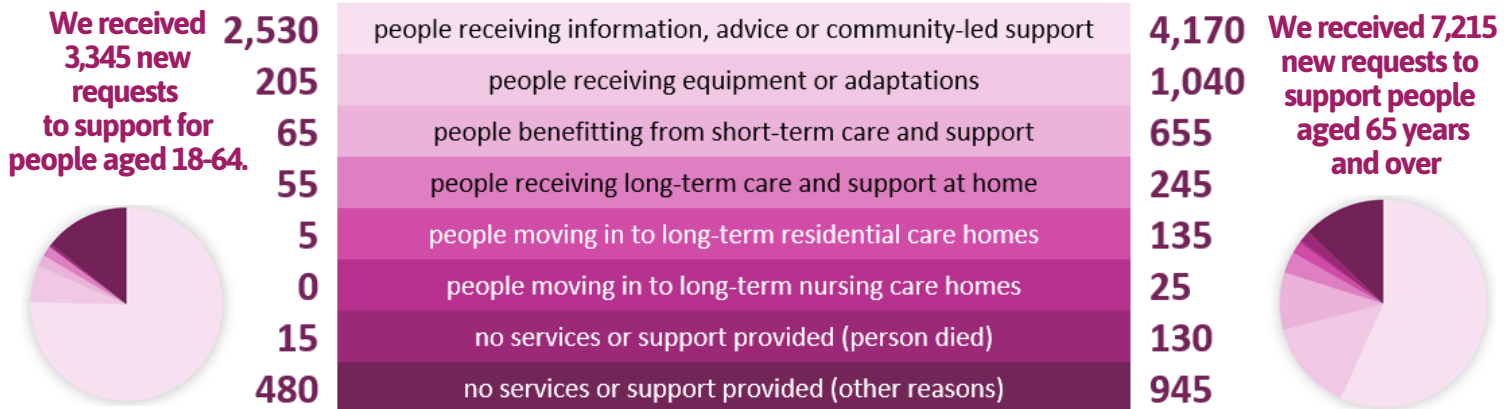 We received
3,345 new
requests
to support for
people aged 18-64.
2,530 people receiving information, advice or community-led support 4,170
205 people receiving equipment or adaptations 1,040
65 people benefitting from short-term care and support 655
55 people receiving long-term care and support at home 245
5 people moving in to long-term residential care homes 135
0 people moving in to long-term nursing care homes 25
15 no services or support provided (person died) 130
480 no services or support provided (other reasons) 945
We received 7,215
new requests to
support people
aged 65 years
and over